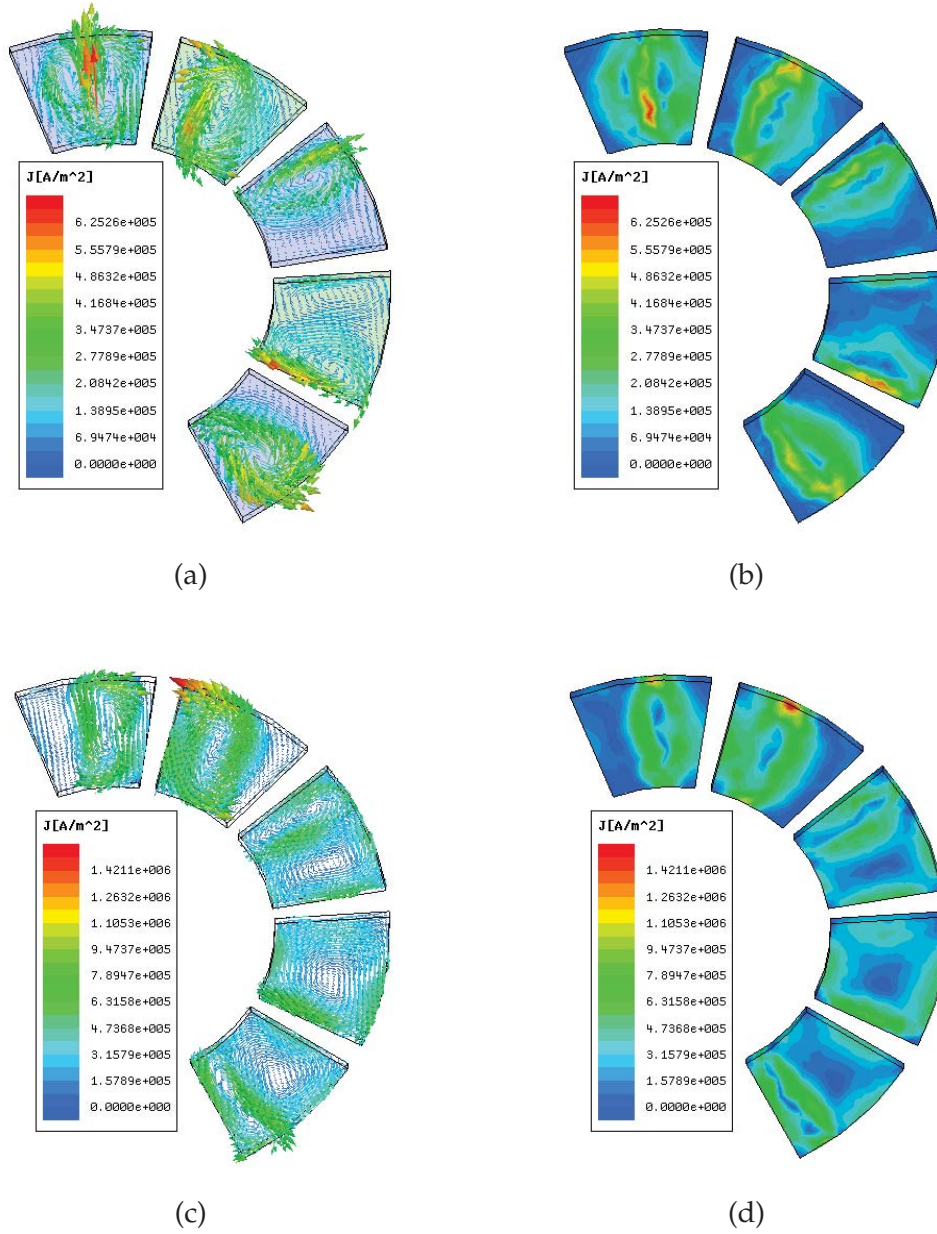 J[A/m^2]
6.2526e+005
5.5579e+005
4.8632e+005
4.1684e+005
3.4737e+005
2.7789e+005
2.0842e+005
1.3895e+005
6.9474e+004
0.0000e+000
(a)
J[A/m^2]
6.2526e+005
5.5579e+005
4.8632e+005
4.1684e+005
3.4737e+005
2.7789e+005
2.0842e+005
1.3895e+005
6.9474e+004
0.0000e+000
(b)
J[A/m^2]
1.4211e+006
1.2632e+006
1.1053e+006
9.4737e+005
7.8947e+005
6.3158e+005
4.7368e+005
3.1579e+005
1.5789e+005
0.0000e+000
(c)
J[A/m^2]
1.4211e+006
1.2632e+006
1.1053e+006
9.4737e+005
7.8947e+005
6.3158e+005
4.7368e+005
3.1579e+005
1.5789e+005
0.0000e+000
(d)